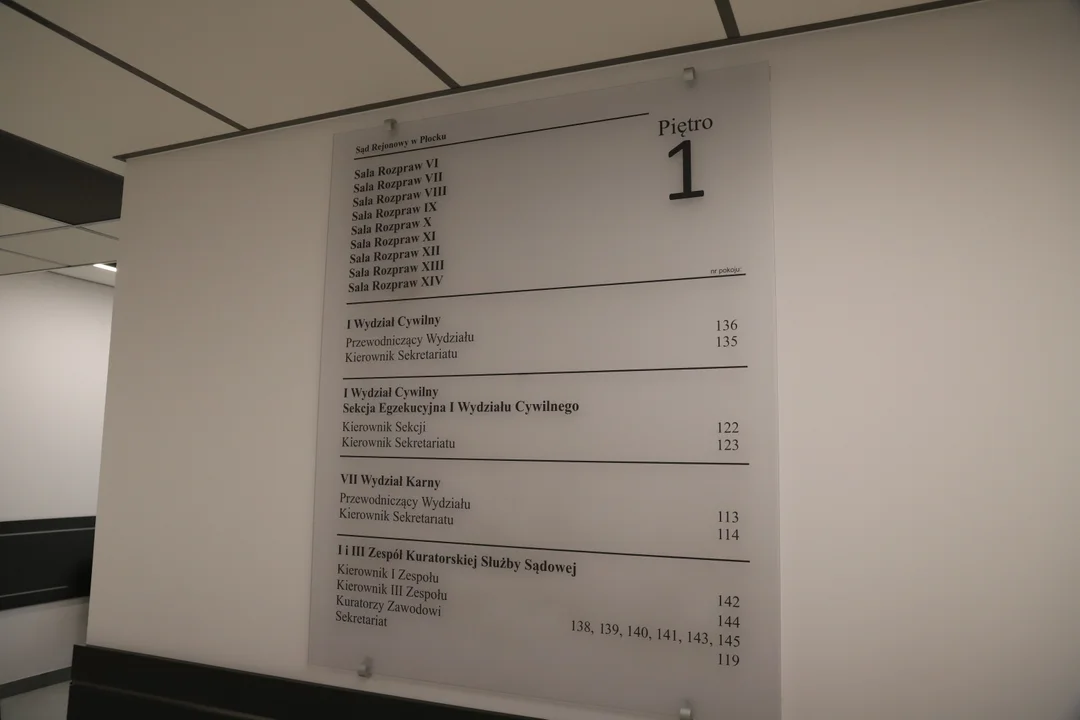 Sąd Rejonowy w Płocku
Piętro
1
Sala Rozpraw VI
Sala Rozpraw VII
Sala Rozpraw VIII
Sala Rozpraw IX
Sala Rozpraw X
Sala Rozpraw XI
Sala Rozpraw XII
Sala Rozpraw XIII
Sala Rozpraw XIV
nr pokoju:
I Wydział Cywilny
Przewodniczący Wydziału 136
Kierownik Sekretariatu 135
I Wydział Cywilny
Sekcja Egzekucyjna I Wydziału Cywilnego
Kierownik Sekcji 122
Kierownik Sekretariatu 123
VII Wydział Karny
Przewodniczący Wydziału 113
Kierownik Sekretariatu 114
I i III Zespół Kuratorskiej Służby Sądowej
Kierownik I Zespołu 142
Kierownik III Zespołu 144
Kuratorzy Zawodowi 138, 139, 140, 141, 143, 145
Sekretariat 119